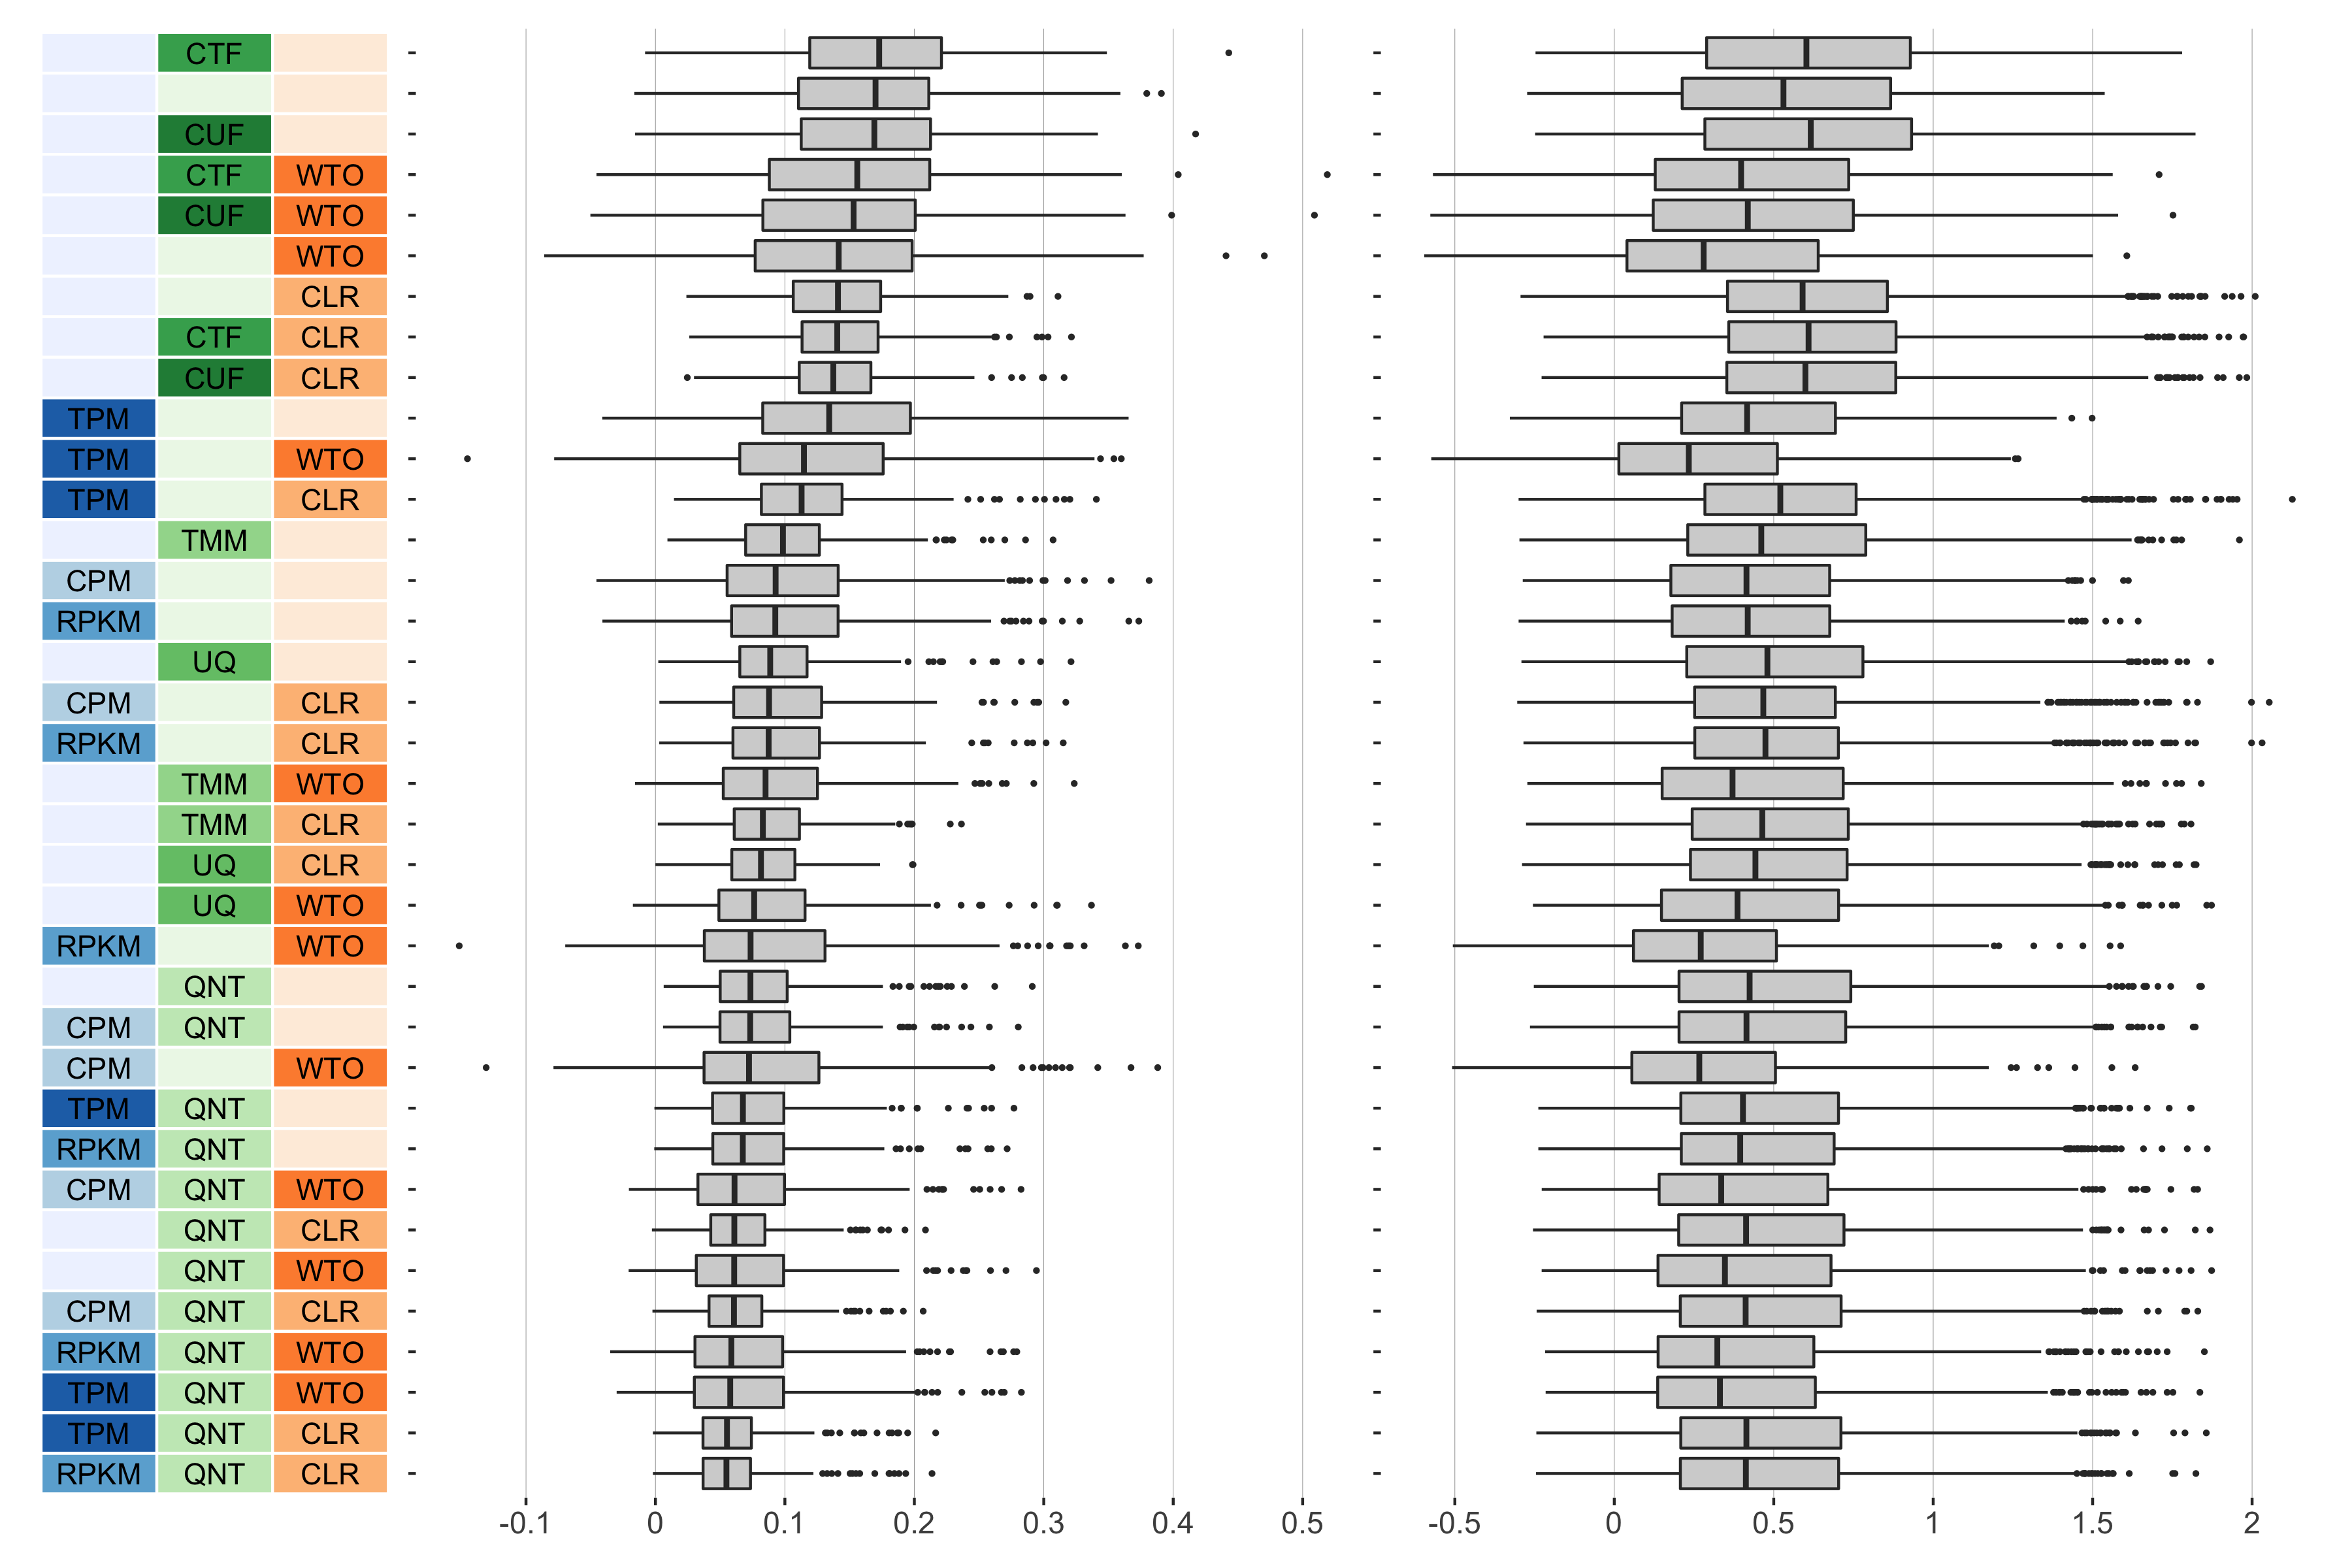 CTF
CUF
CTF WTO
CUF WTO
WTO
CLR
CTF CLR
CUF CLR
TPM
TPM WTO
TPM CLR
TMM
CPM
RPKM
UQ
CPM CLR
RPKM CLR
TMM WTO
TMM CLR
UQ CLR
UQ WTO
RPKM WTO
QNT
CPM QNT
CPM WTO
TPM QNT
RPKM QNT
CPM QNT WTO
QNT CLR
QNT WTO
CPM QNT CLR
RPKM QNT WTO
TPM QNT WTO
TPM QNT CLR
RPKM QNT CLR
-0.1 0 0.1 0.2 0.3 0.4 0.5 -0.5 0 0.5 1 1.5 2